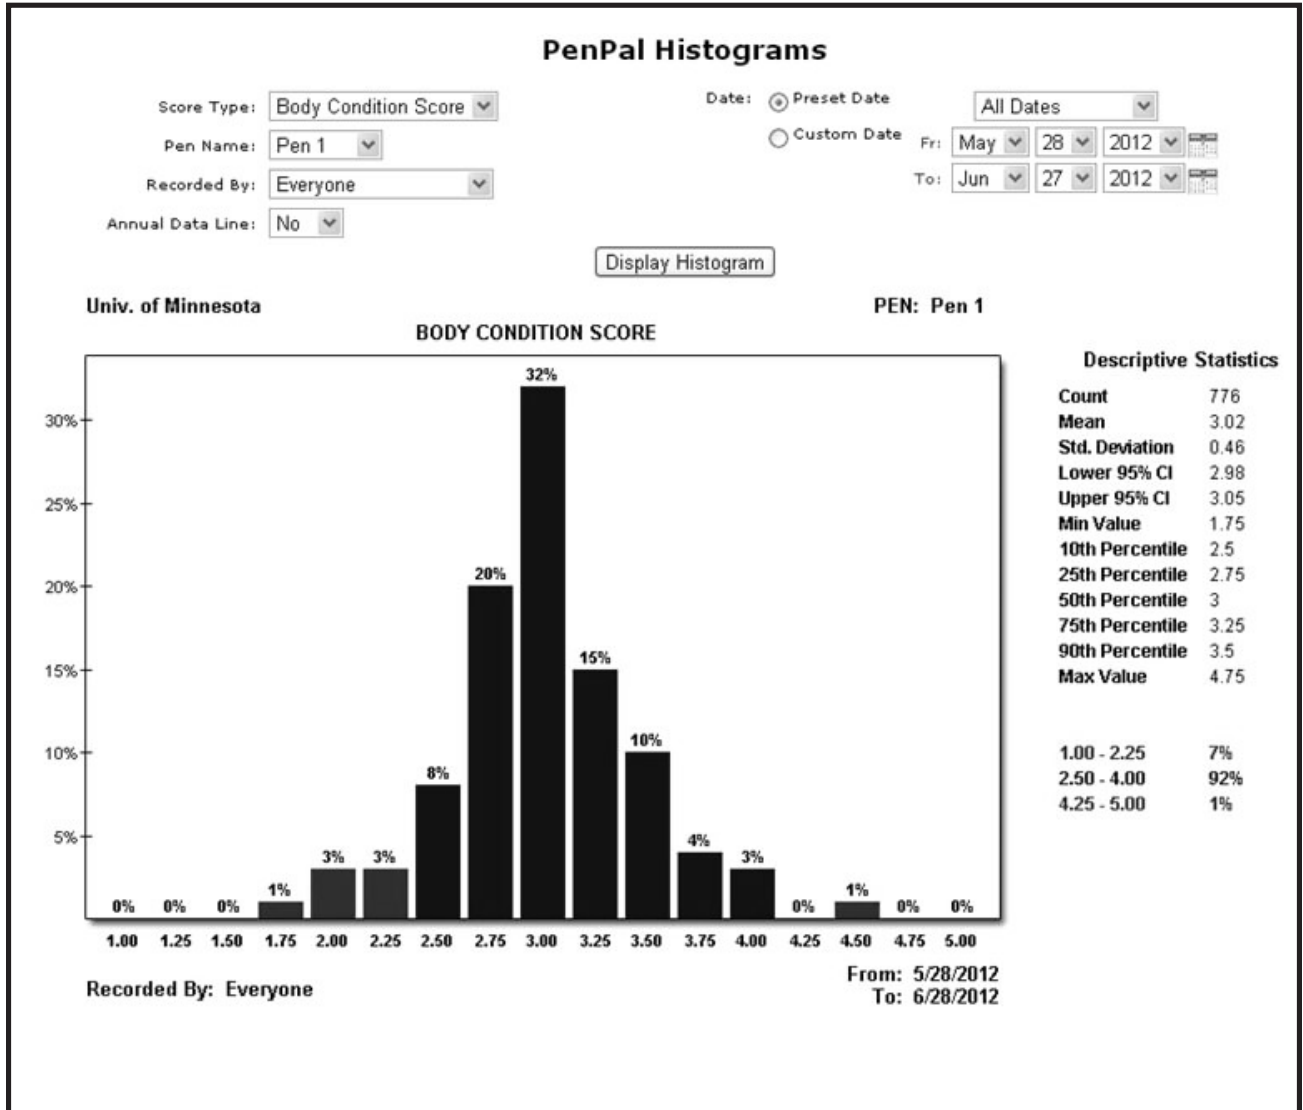 PenPal Histograms
Score Type: Body Condition Score
Pen Name: Pen 1
Recorded By: Everyone
Annual Data Line: No
Date: Preset Date All Dates
Custom Date Fr: May 28 2012
To: Jun 27 2012
Display Histogram
Univ. of Minnesota PEN: Pen 1
BODY CONDITION SCORE
30%
25%
20%
15%
10%
5%
0% 0% 0% 1% 3% 3% 8% 20% 32% 15% 10% 4% 3% 0% 1% 0% 0%
1.00 1.25 1.50 1.75 2.00 2.25 2.50 2.75 3.00 3.25 3.50 3.75 4.00 4.25 4.50 4.75 5.00
Recorded By: Everyone
From: 5/28/2012
To: 6/28/2012
Descriptive Statistics
Count 776
Mean 3.02
Std. Deviation 0.46
Lower 95% CI 2.98
Upper 95% CI 3.05
Min Value 1.75
10th Percentile 2.5
25th Percentile 2.75
50th Percentile 3
75th Percentile 3.25
90th Percentile 3.5
Max Value 4.75
1.00 - 2.25 7%
2.50 - 4.00 92%
4.25 - 5.00 1%